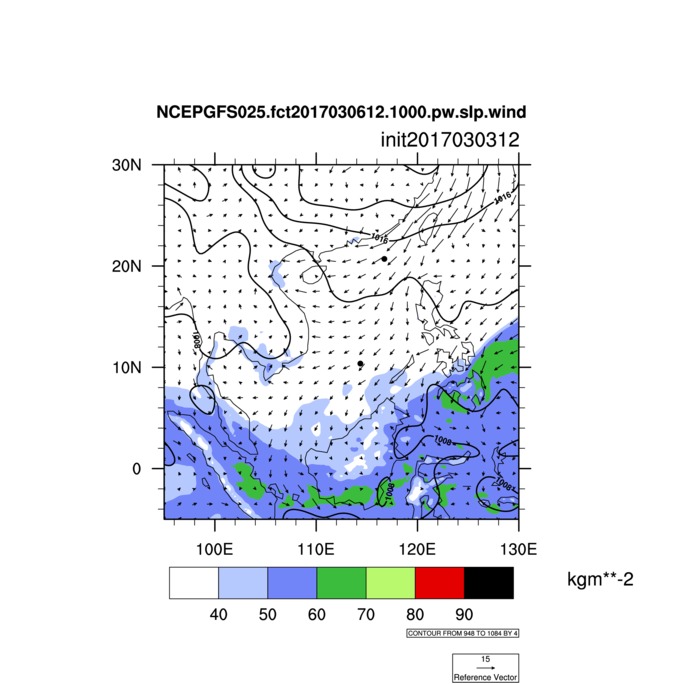 NCEPGFS025.fct2017030612.1000.pw.slp.wind
init2017030312
30N
1016
1016
20N
1008
10N
1008
0
1008
1008
100E 110E 120E 130E
kgm**-2
40 50 60 70 80 90
CONTOUR FROM 948 TO 1084 BY 4
15
Reference Vector